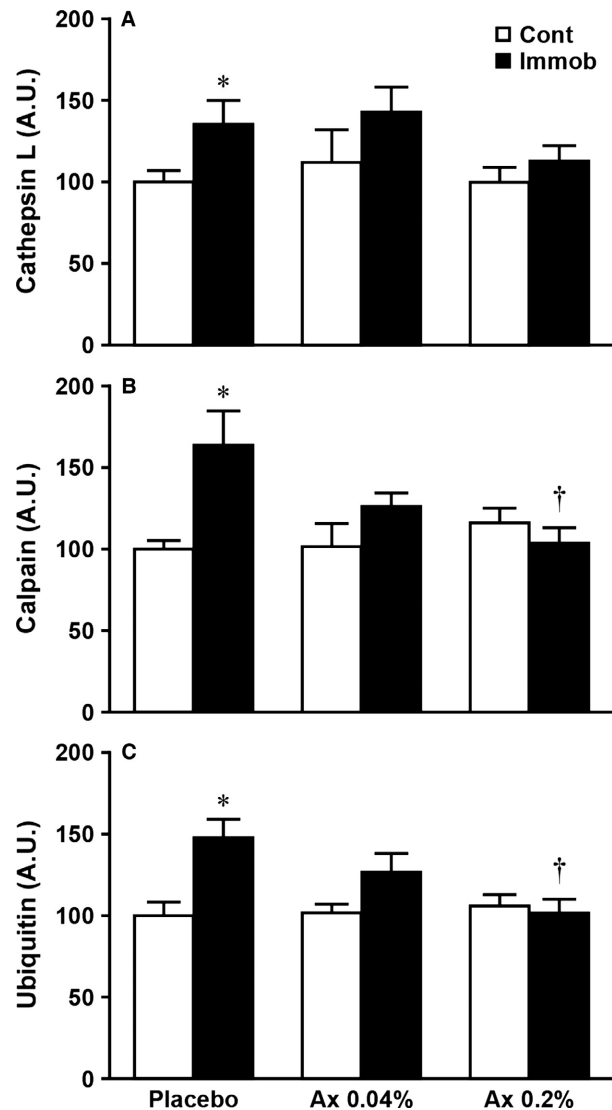 A
Cont
Immob
Cathepsin L (A.U.)
200
150
100
50
0
*
B
Calpain (A.U.)
200
150
100
50
0
*
†
C
Ubiquitin (A.U.)
200
150
100
50
0
*
†
Placebo Ax 0.04% Ax 0.2%